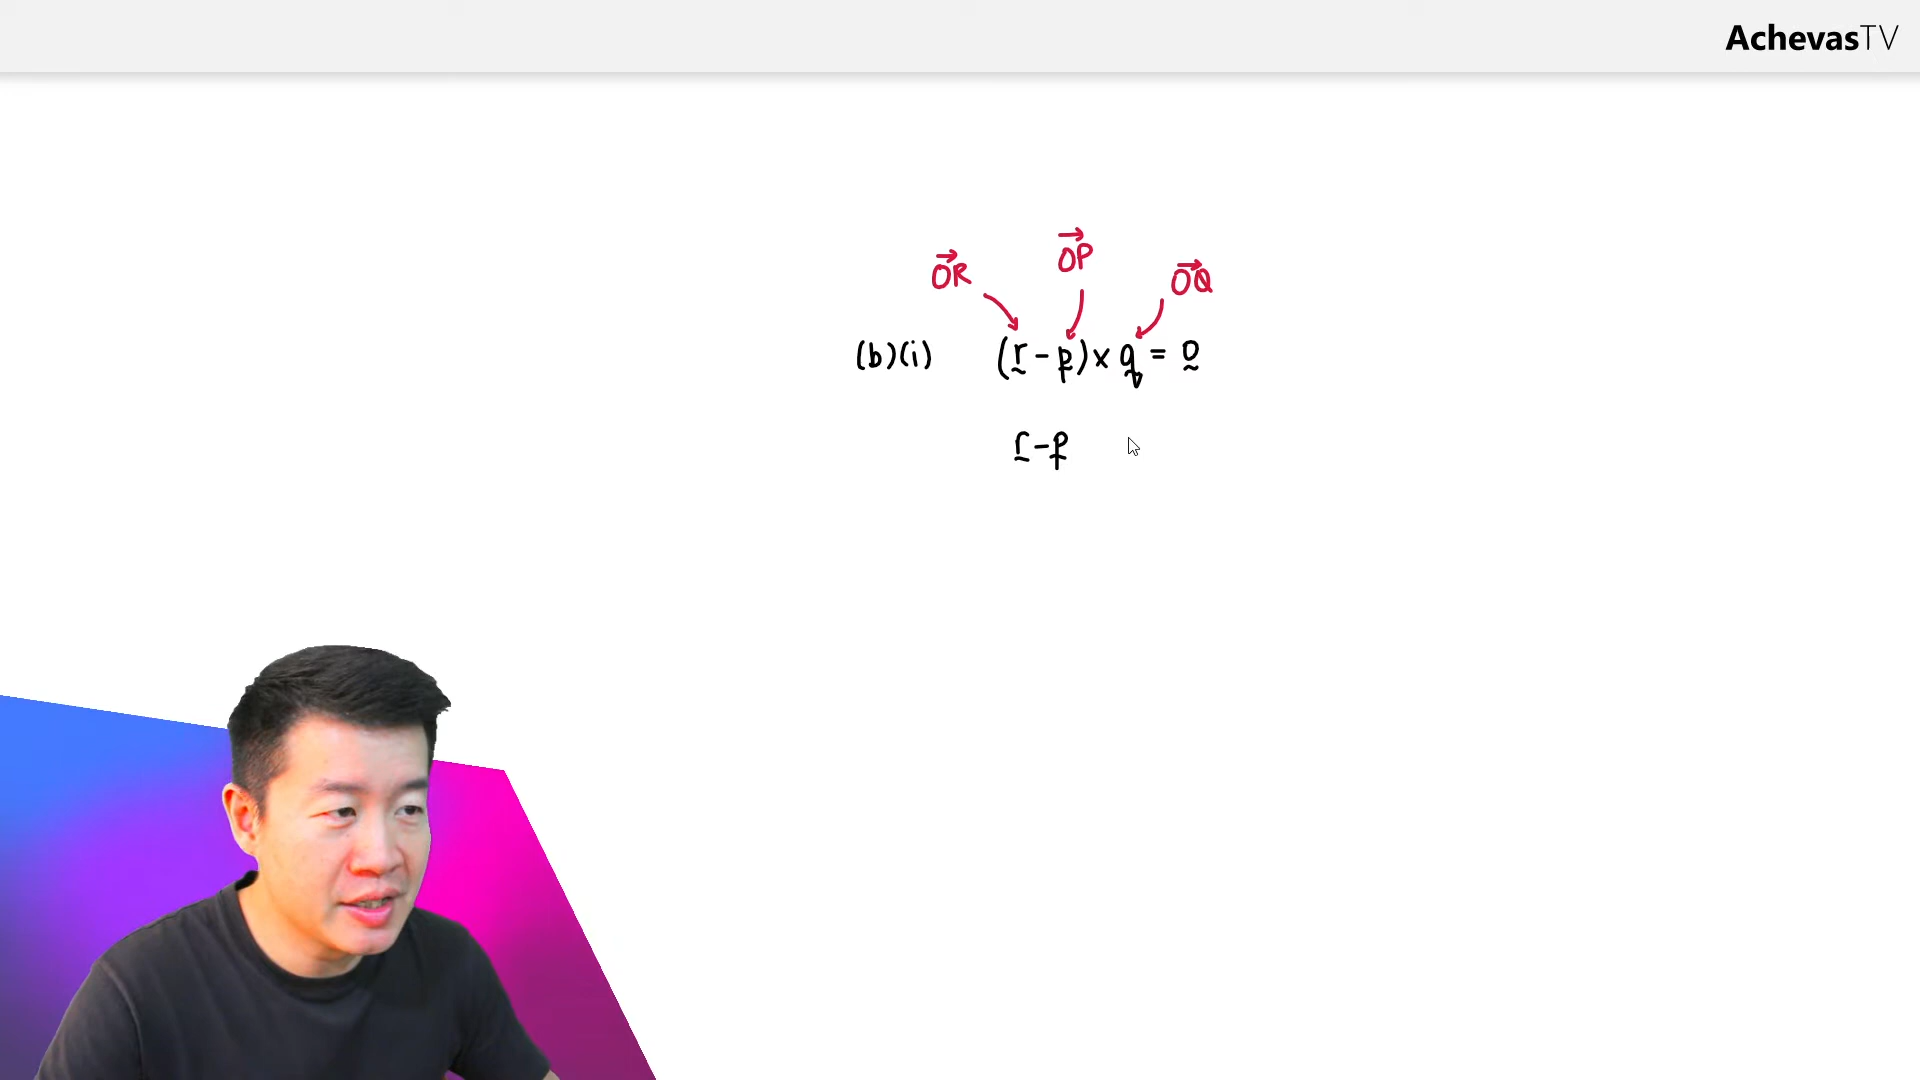 AchevasTV
OR OP OQ
(b)(i) (r - p) × q = 0
r - p